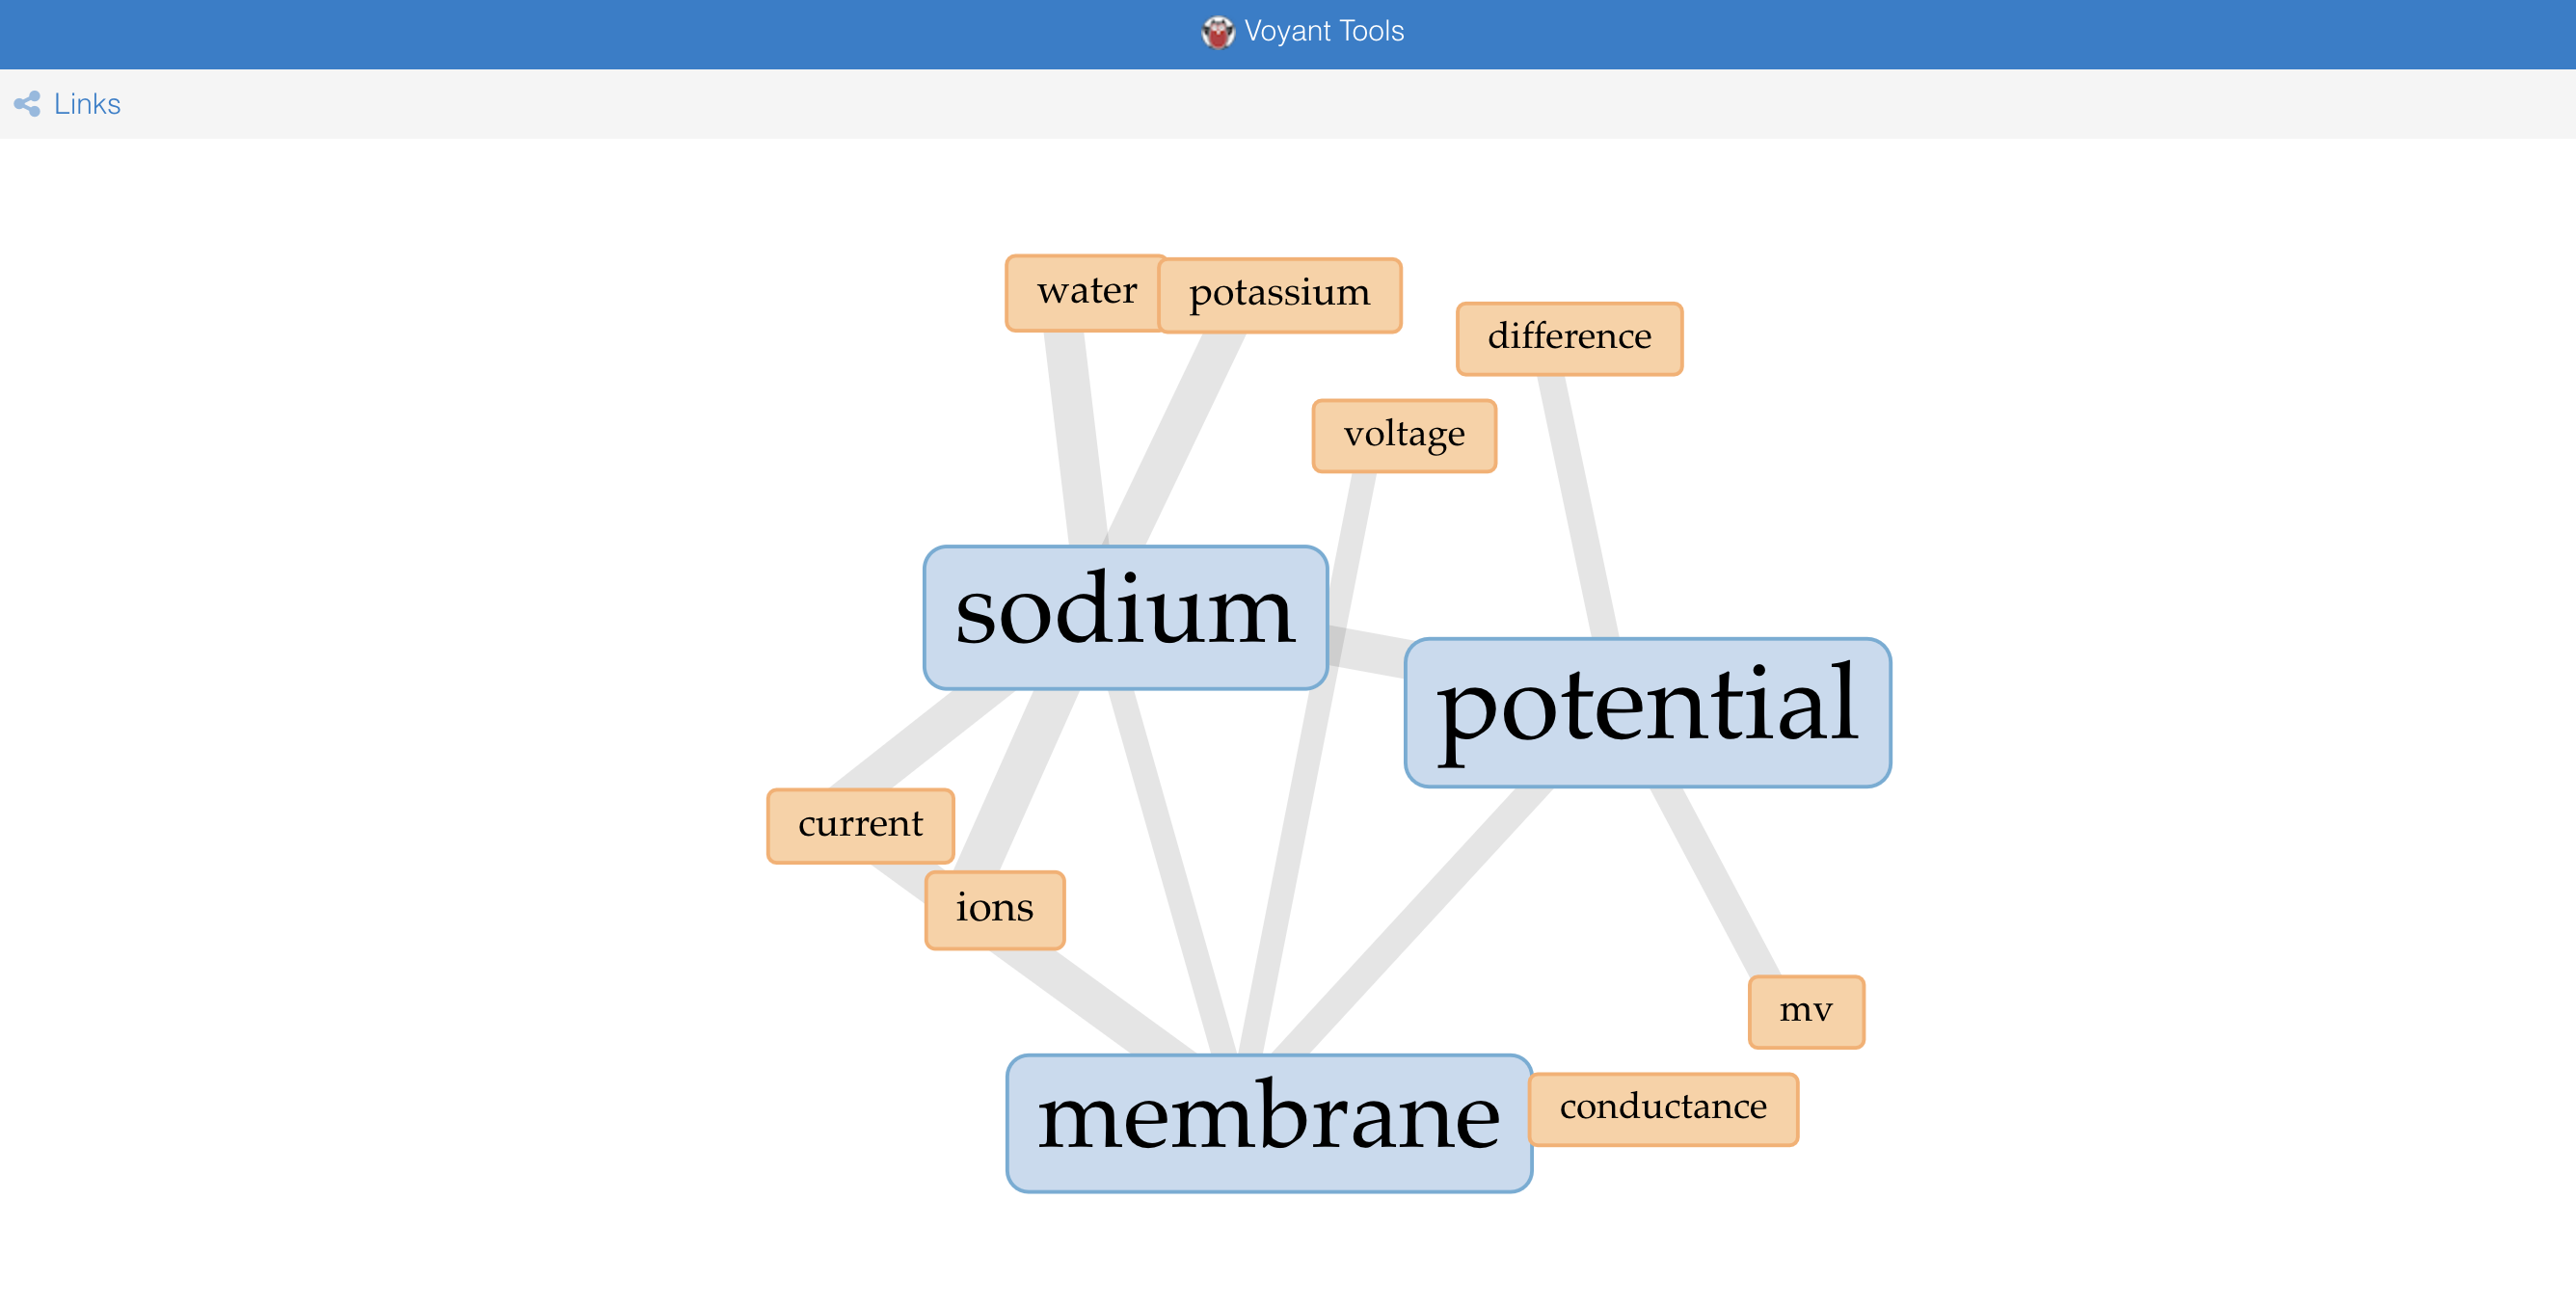 Voyant Tools
Links
water
potassium
difference
voltage
sodium
potential
current
ions
mv
membrane
conductance